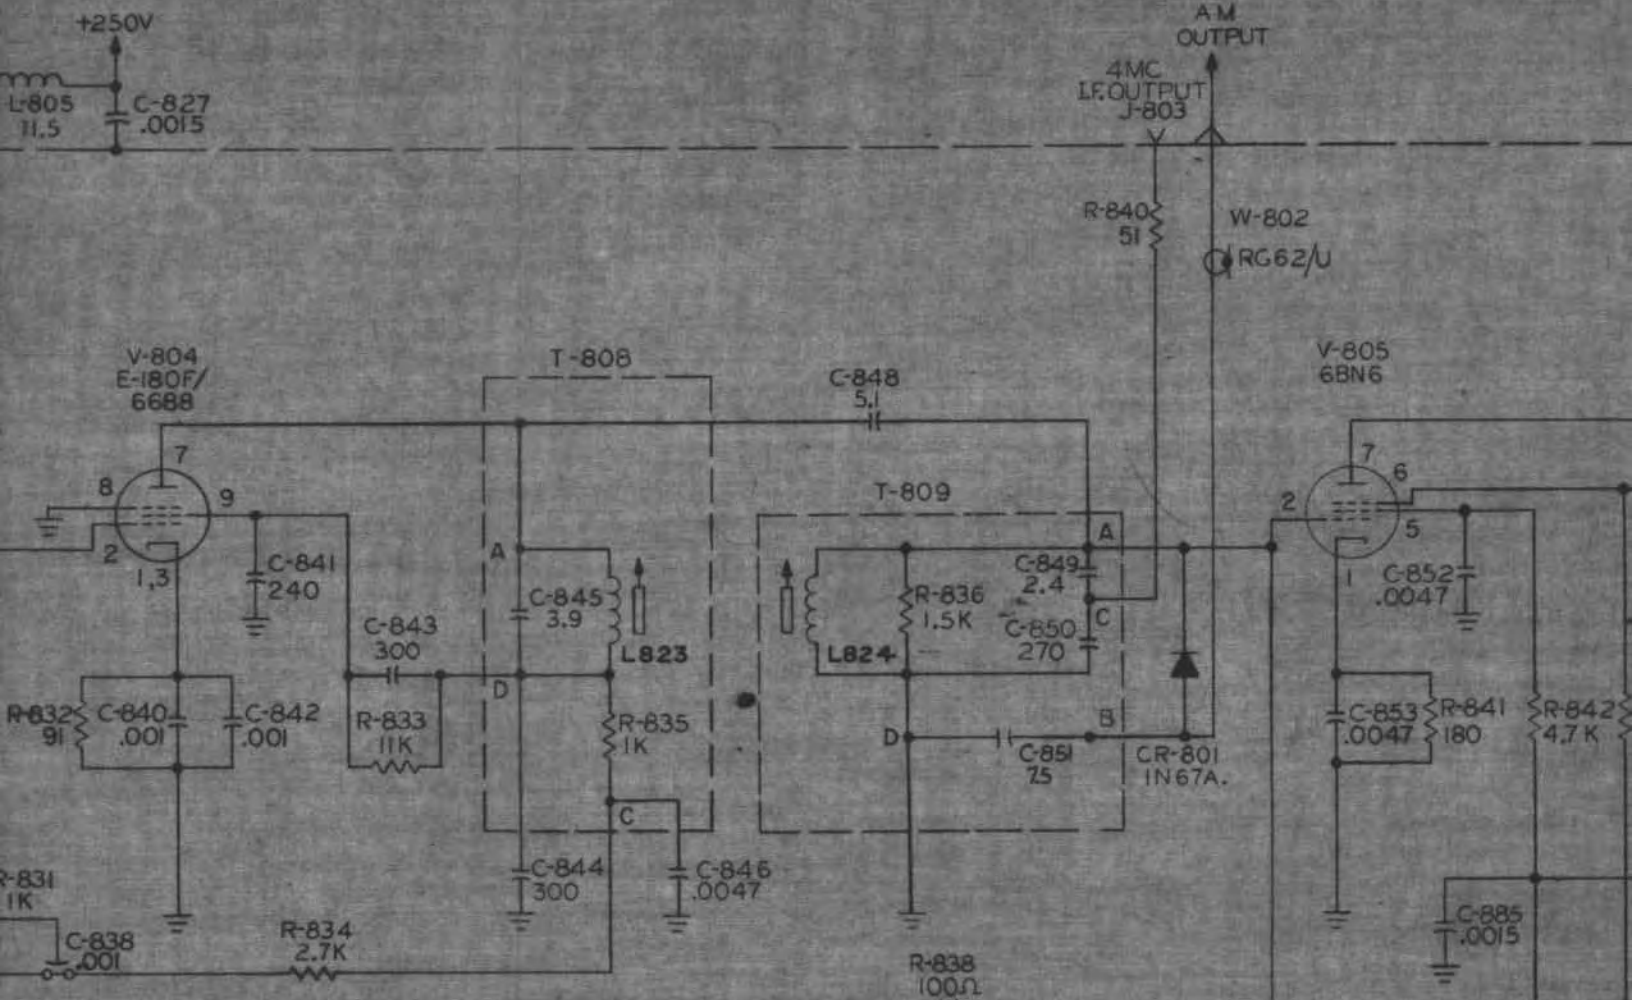 +250V
L-805
11.5
C-827
.0015
AM
OUTPUT
4MC
I.F. OUTPUT
J-803
R-840
51
W-802
RG62/U
V-804
E-180F/
6688
T-808
C-848
5.1
V-805
6BN6
7
8
9
2
1,3
C-841
240
C-843
300
R-833
11K
R-832
91
C-840
.001
C-842
.001
A
C-845
3.9
L823
D
R-835
1K
C
C-844
300
C-846
.0047
T-809
A
C-849
2.4
C
R-836
1.5K
C-850
270
L824
B
D
C-851
75
CR-801
1N67A.
7
6
2
5
1
C-852
.0047
C-853
.0047
R-841
180
R-842
4.7K
C-885
.0015
R-831
1K
C-838
.001
R-834
2.7K
R-838
100Ω